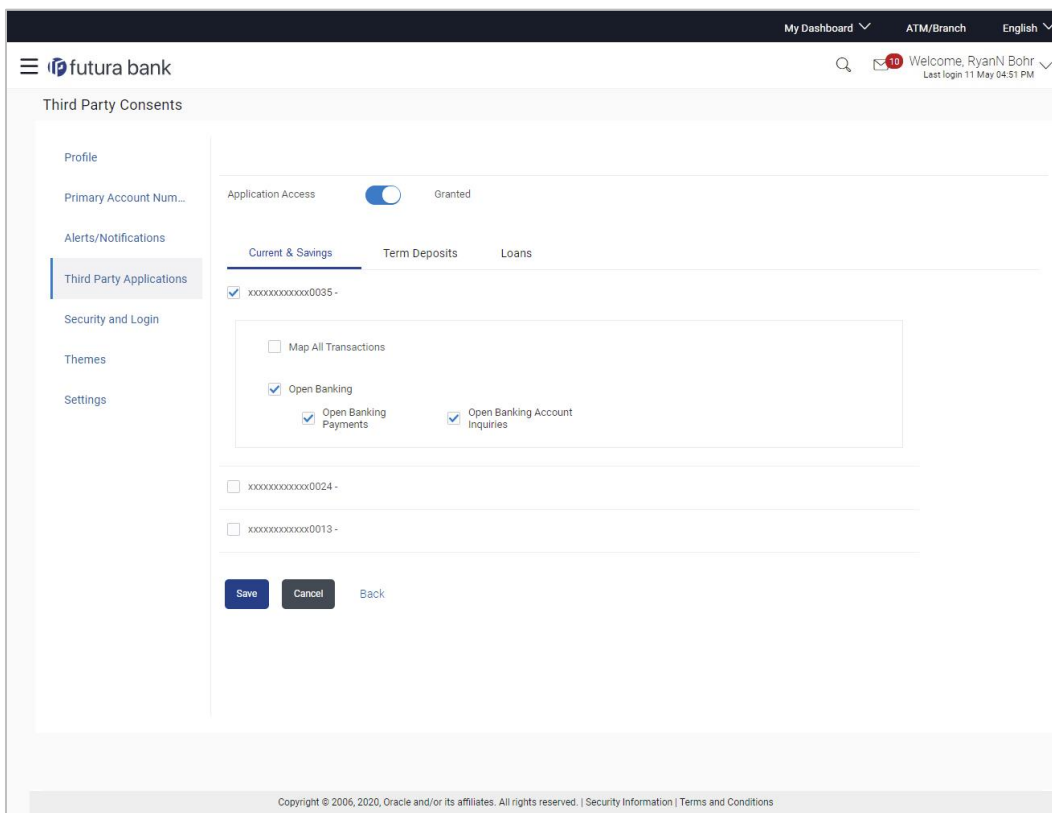 My Dashboard ATM/Branch English
futura bank
10
Welcome, RyanN Bohr
Last login 11 May 04:51 PM
Third Party Consents
Profile
Primary Account Num...
Alerts/Notifications
Third Party Applications
Security and Login
Themes
Settings
Application Access Granted
Current & Savings Term Deposits Loans
xxxxxxxxxxxx0035 -
Map All Transactions
Open Banking
Open Banking
Payments
Open Banking Account
Inquiries
xxxxxxxxxxxx0024 -
xxxxxxxxxxxx0013 -
Save Cancel Back
Copyright © 2006, 2020, Oracle and/or its affiliates. All rights reserved. | Security Information | Terms and Conditions